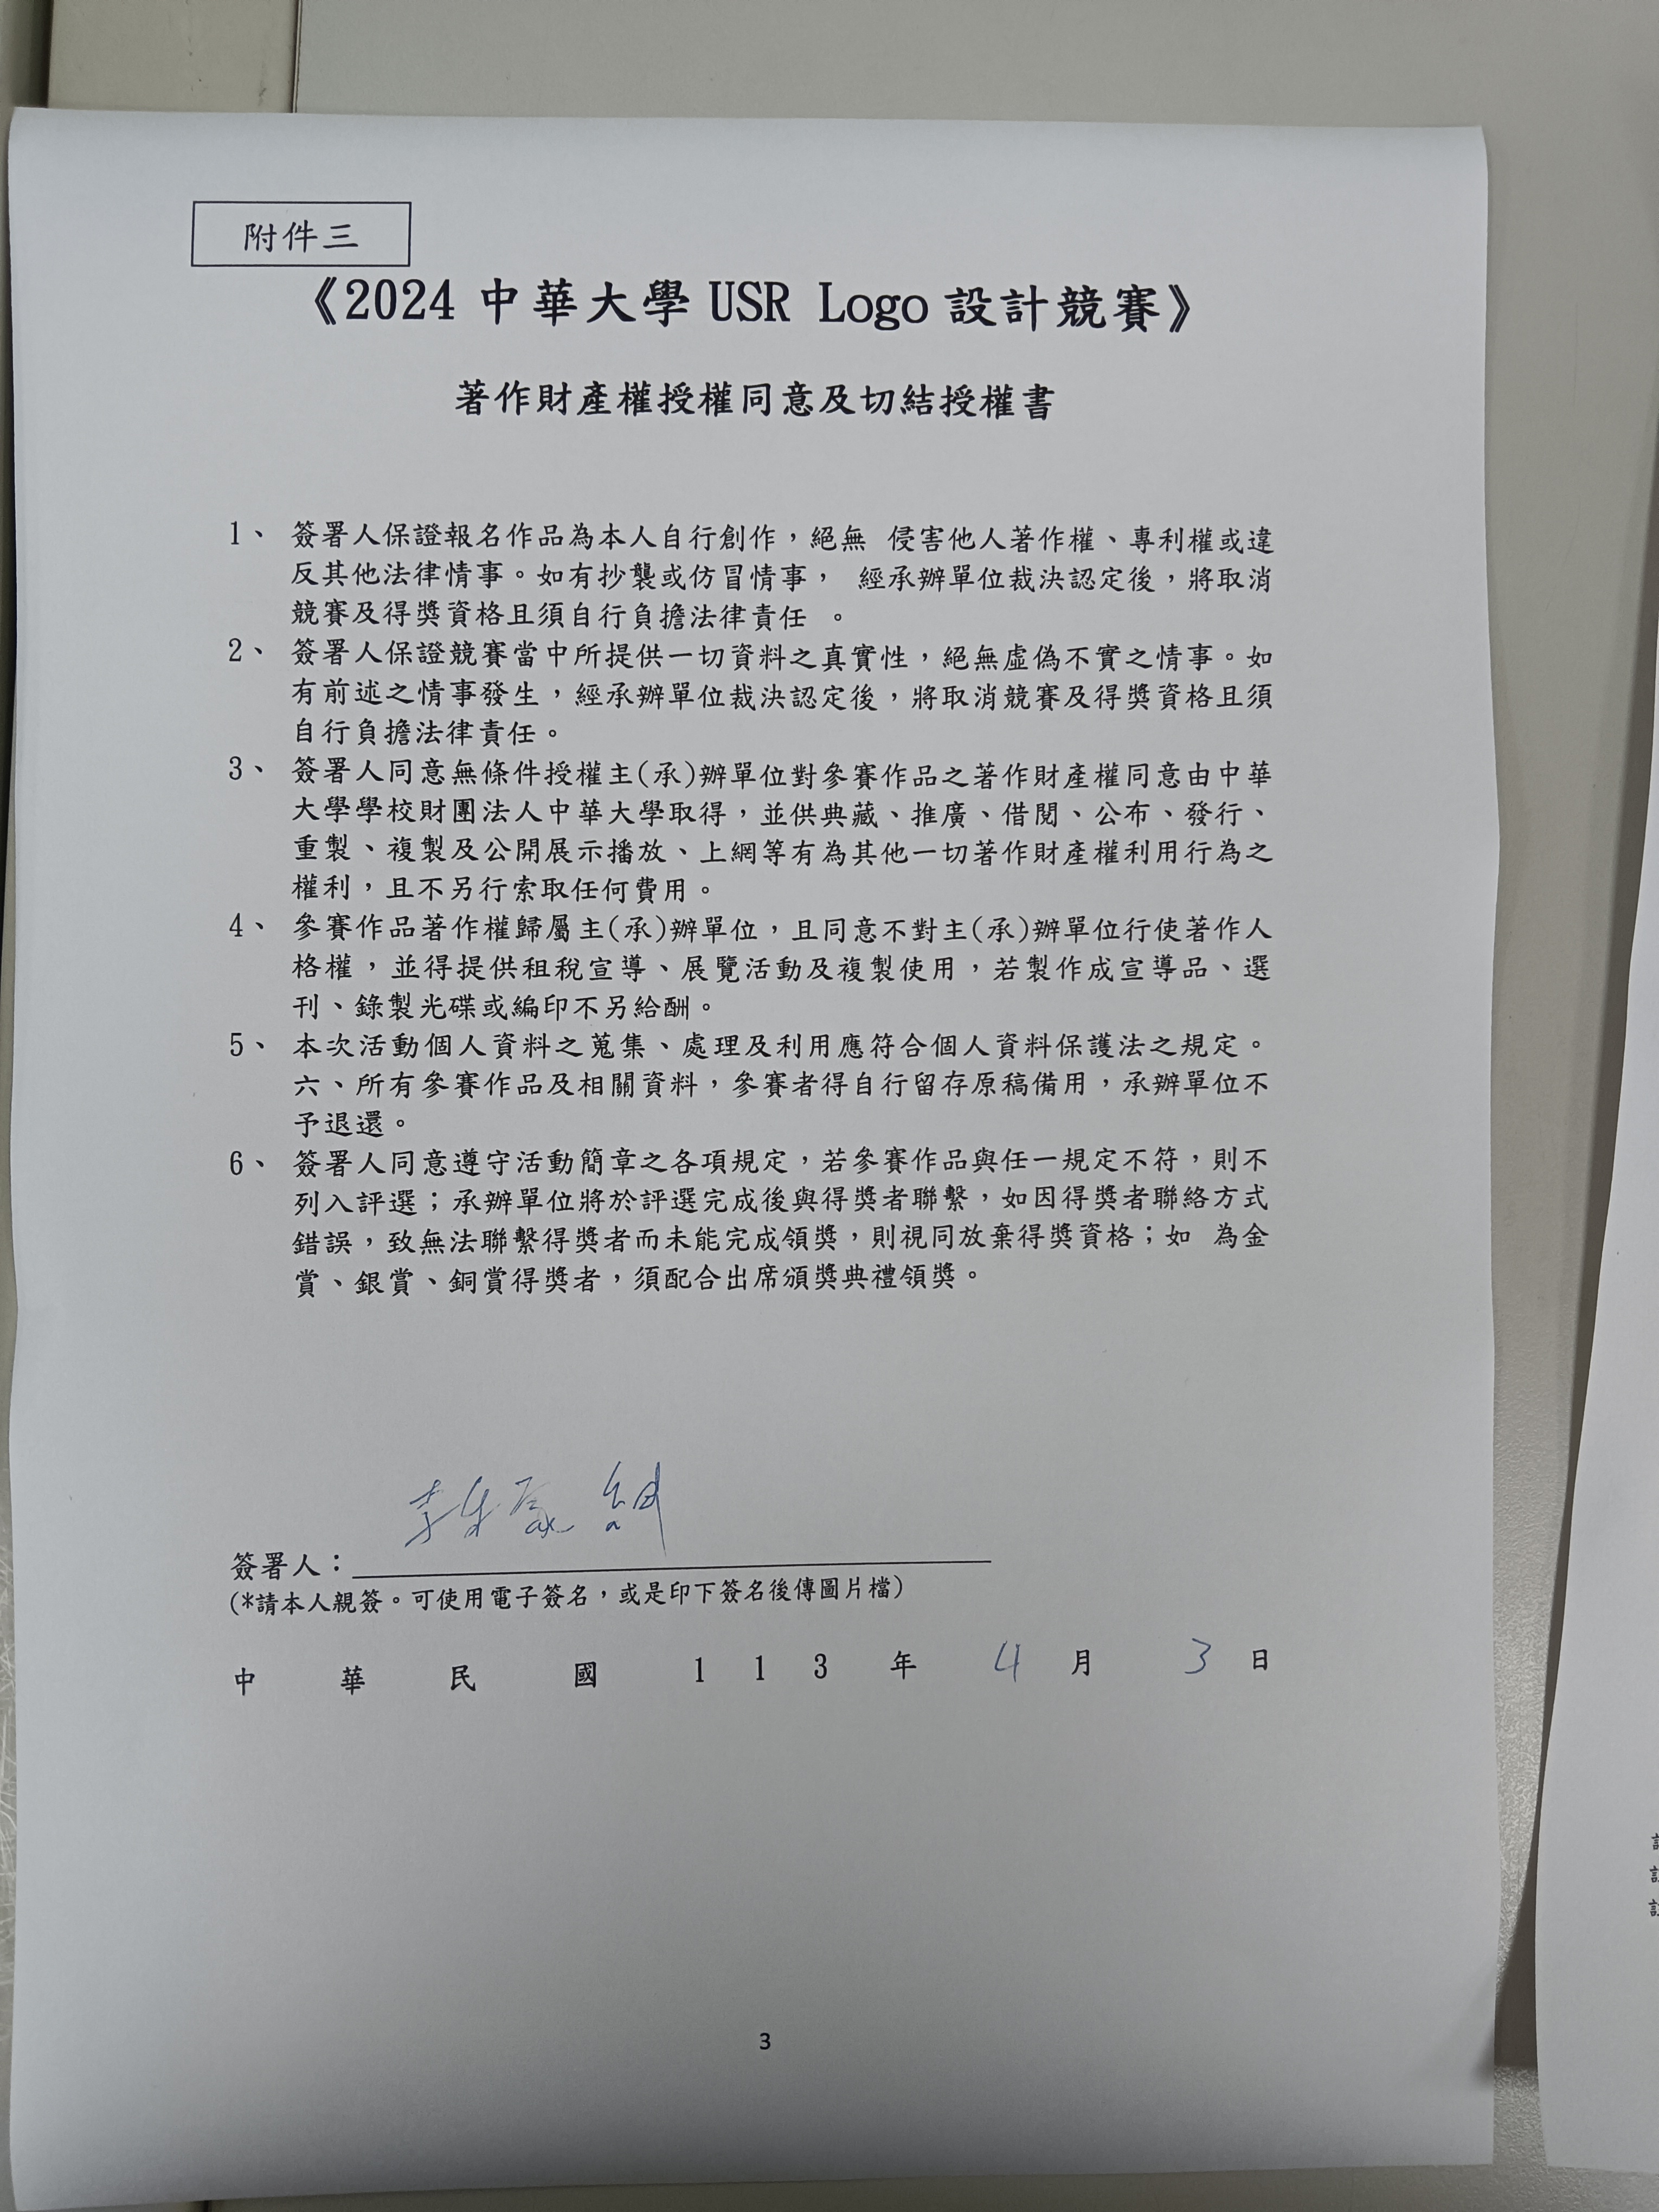 附件三
《2024 中華大學 USR Logo 設計競賽》
著作財產權授權同意及切結授權書
1、 簽署人保證報名作品為本人自行創作，絕無 侵害他人著作權、專利權或違
反其他法律情事。如有抄襲或仿冒情事， 經承辦單位裁決認定後，將取消
競賽及得獎資格且須自行負擔法律責任 。
2、 簽署人保證競賽當中所提供一切資料之真實性，絕無虛偽不實之情事。如
有前述之情事發生，經承辦單位裁決認定後，將取消競賽及得獎資格且須
自行負擔法律責任。
3、 簽署人同意無條件授權主(承)辦單位對參賽作品之著作財產權同意由中華
大學學校財團法人中華大學取得，並供典藏、推廣、借閱、公布、發行、
重製、複製及公開展示播放、上網等有為其他一切著作財產權利用行為之
權利，且不另行索取任何費用。
4、 參賽作品著作權歸屬主(承)辦單位，且同意不對主(承)辦單位行使著作人
格權，並得提供租稅宣導、展覽活動及複製使用，若製作成宣導品、選
刊、錄製光碟或編印不另給酬。
5、 本次活動個人資料之蒐集、處理及利用應符合個人資料保護法之規定。
六、所有參賽作品及相關資料，參賽者得自行留存原稿備用，承辦單位不
予退還。
6、 簽署人同意遵守活動簡章之各項規定，若參賽作品與任一規定不符，則不
列入評選；承辦單位將於評選完成後與得獎者聯繫，如因得獎者聯絡方式
錯誤，致無法聯繫得獎者而未能完成領獎，則視同放棄得獎資格；如 為金
賞、銀賞、銅賞得獎者，須配合出席頒獎典禮領獎。
簽署人：
(*請本人親簽。可使用電子簽名，或是印下簽名後傳圖片檔)
中 華 民 國 1 1 3 年 4 月 3 日
3